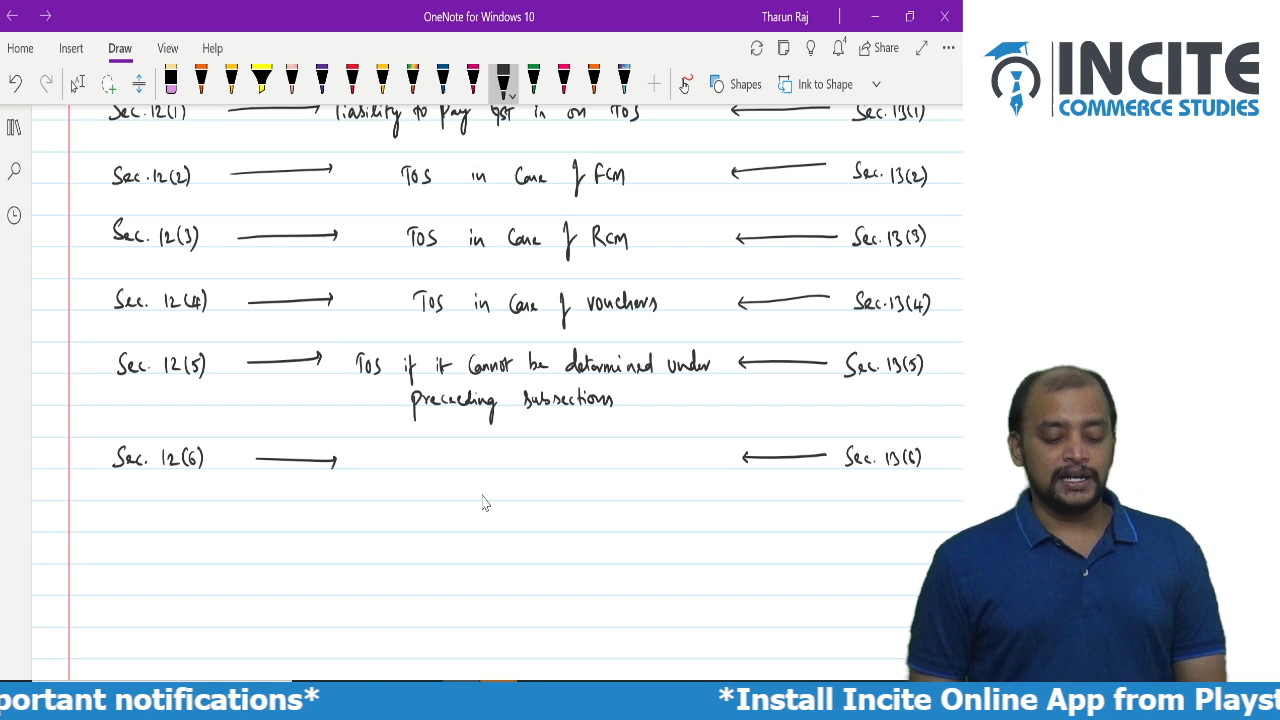 OneNote for Windows 10
Tharun Raj
INCITE
COMMERCE STUDIES
Home Insert Draw View Help
4 Share
Shapes Ink to Shape
Sec.12(1) liability to pay GST in on TOS Sec.13(1)
Sec.12(2) TOS in Case of FCM Sec.13(2)
Sec.12(3) TOS in Case of RCM Sec.13(3)
Sec. 12(4) TOS in Case of vouchers Sec.13(4)
Sec. 12(5) TOS if it cannot be determined under Sec.13(5)
preceeding subsections
Sec. 12(6) Sec. 13(6)
portant notifications* *Install Incite Online App from Playst